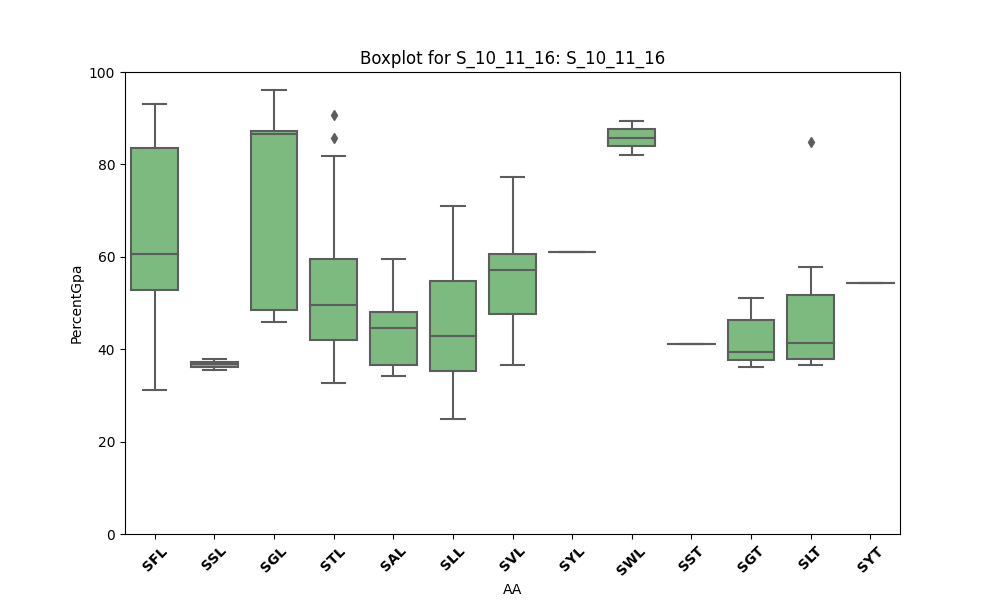 Boxplot for S_10_11_16: S_10_11_16
100
80
60
40
20
0
PercentGpa
SFL SSL SGL STL SAL SLL SVL SYL SWL SST SGT SLT SYT
AA